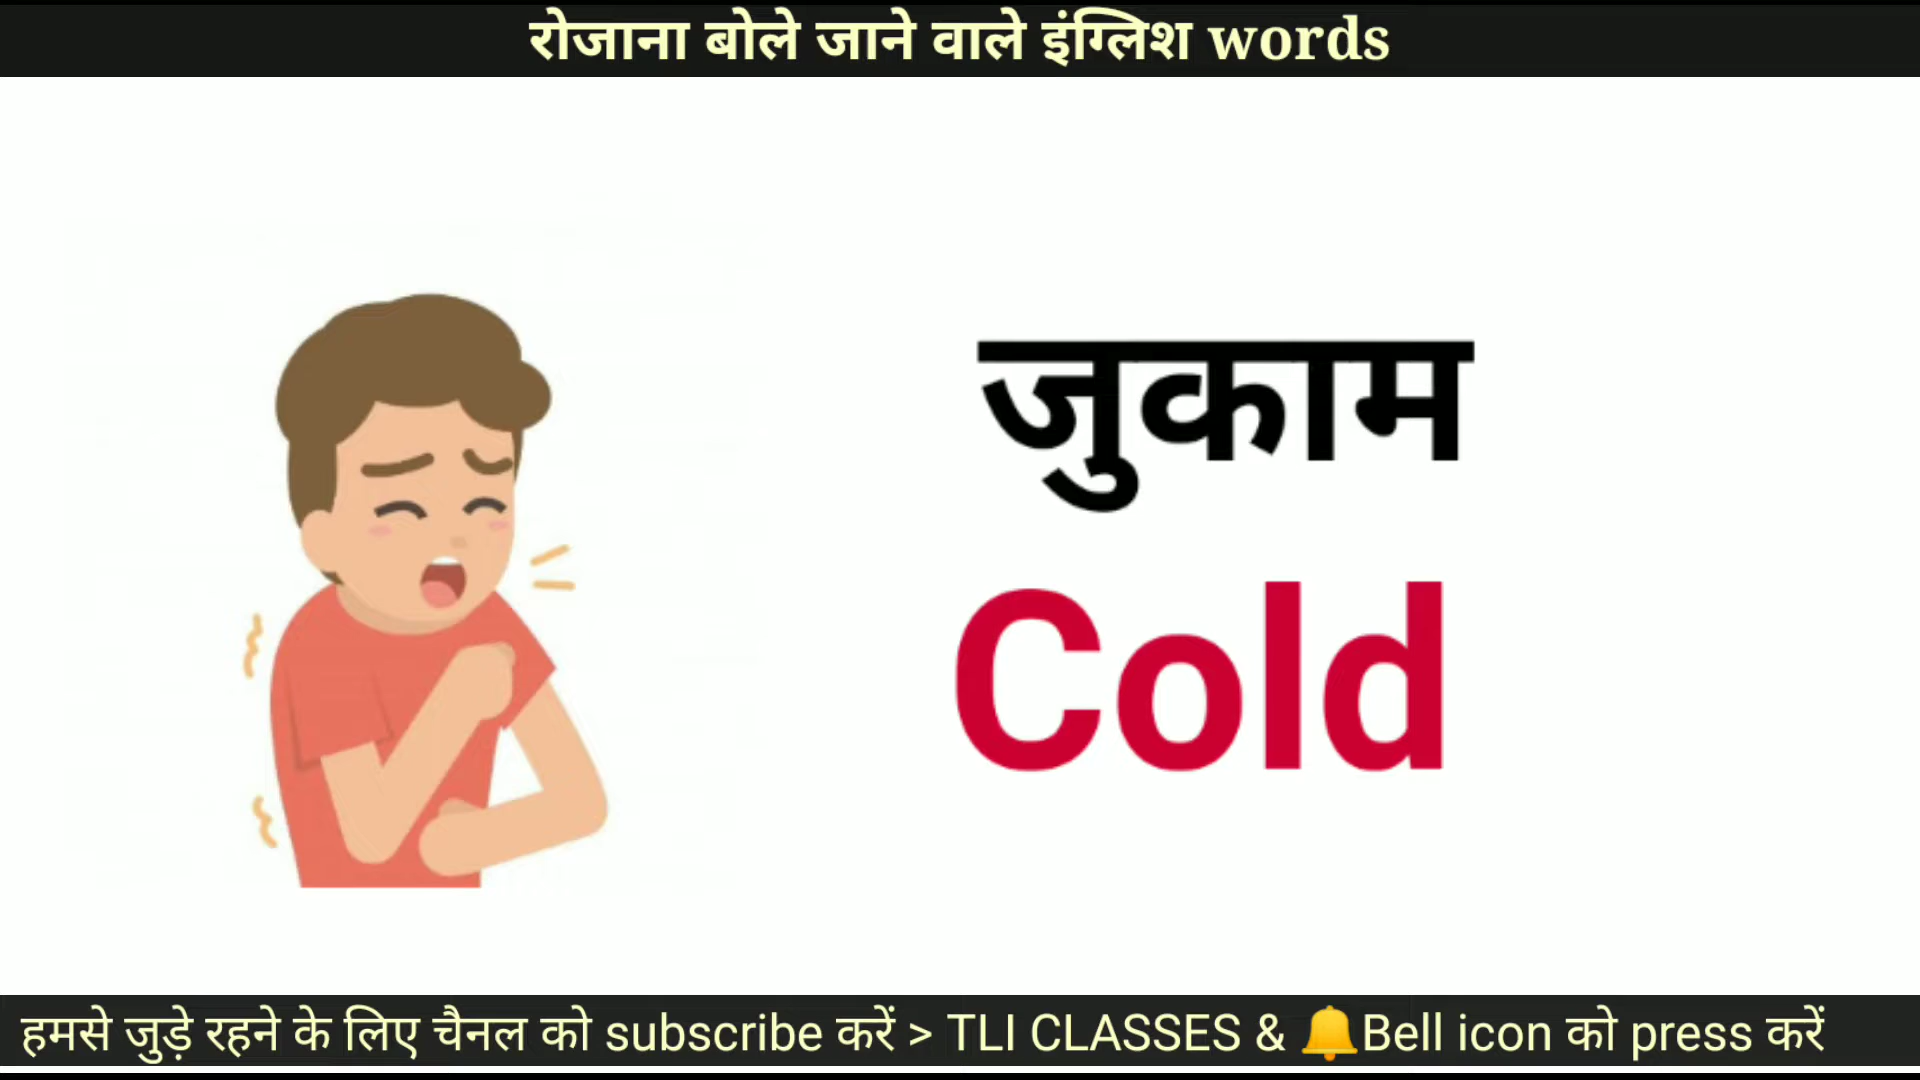 रोजाना बोले जाने वाले इंग्लिश words
जुकाम
Cold
हमसे जुड़े रहने के लिए चैनल को subscribe करें > TLI CLASSES & 🔔Bell icon को press करें